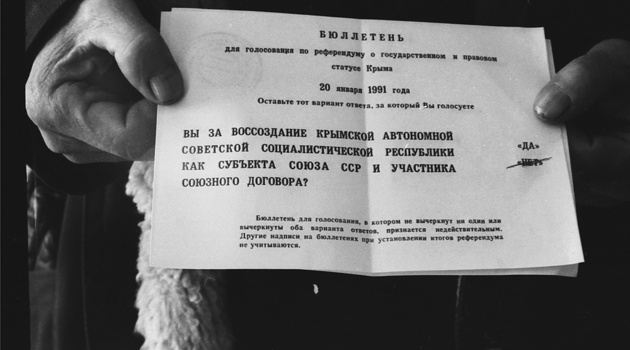 БЮЛЛЕТЕНЬ
для голосования по референдуму о государственном и правовом
статусе Крыма
20 января 1991 года
Оставьте тот вариант ответа, за который Вы голосуете
ВЫ ЗА ВОССОЗДАНИЕ КРЫМСКОЙ АВТОНОМНОЙ
СОВЕТСКОЙ СОЦИАЛИСТИЧЕСКОЙ РЕСПУБЛИКИ
КАК СУБЪЕКТА СОЮЗА ССР И УЧАСТНИКА
СОЮЗНОГО ДОГОВОРА?
«ДА»
«НЕТ»
Бюллетень для голосования, в котором не вычеркнут ни один или
вычеркнуты оба варианта ответов, признается недействительным.
Другие надписи на бюллетенях при установлении итогов референдума
не учитываются.